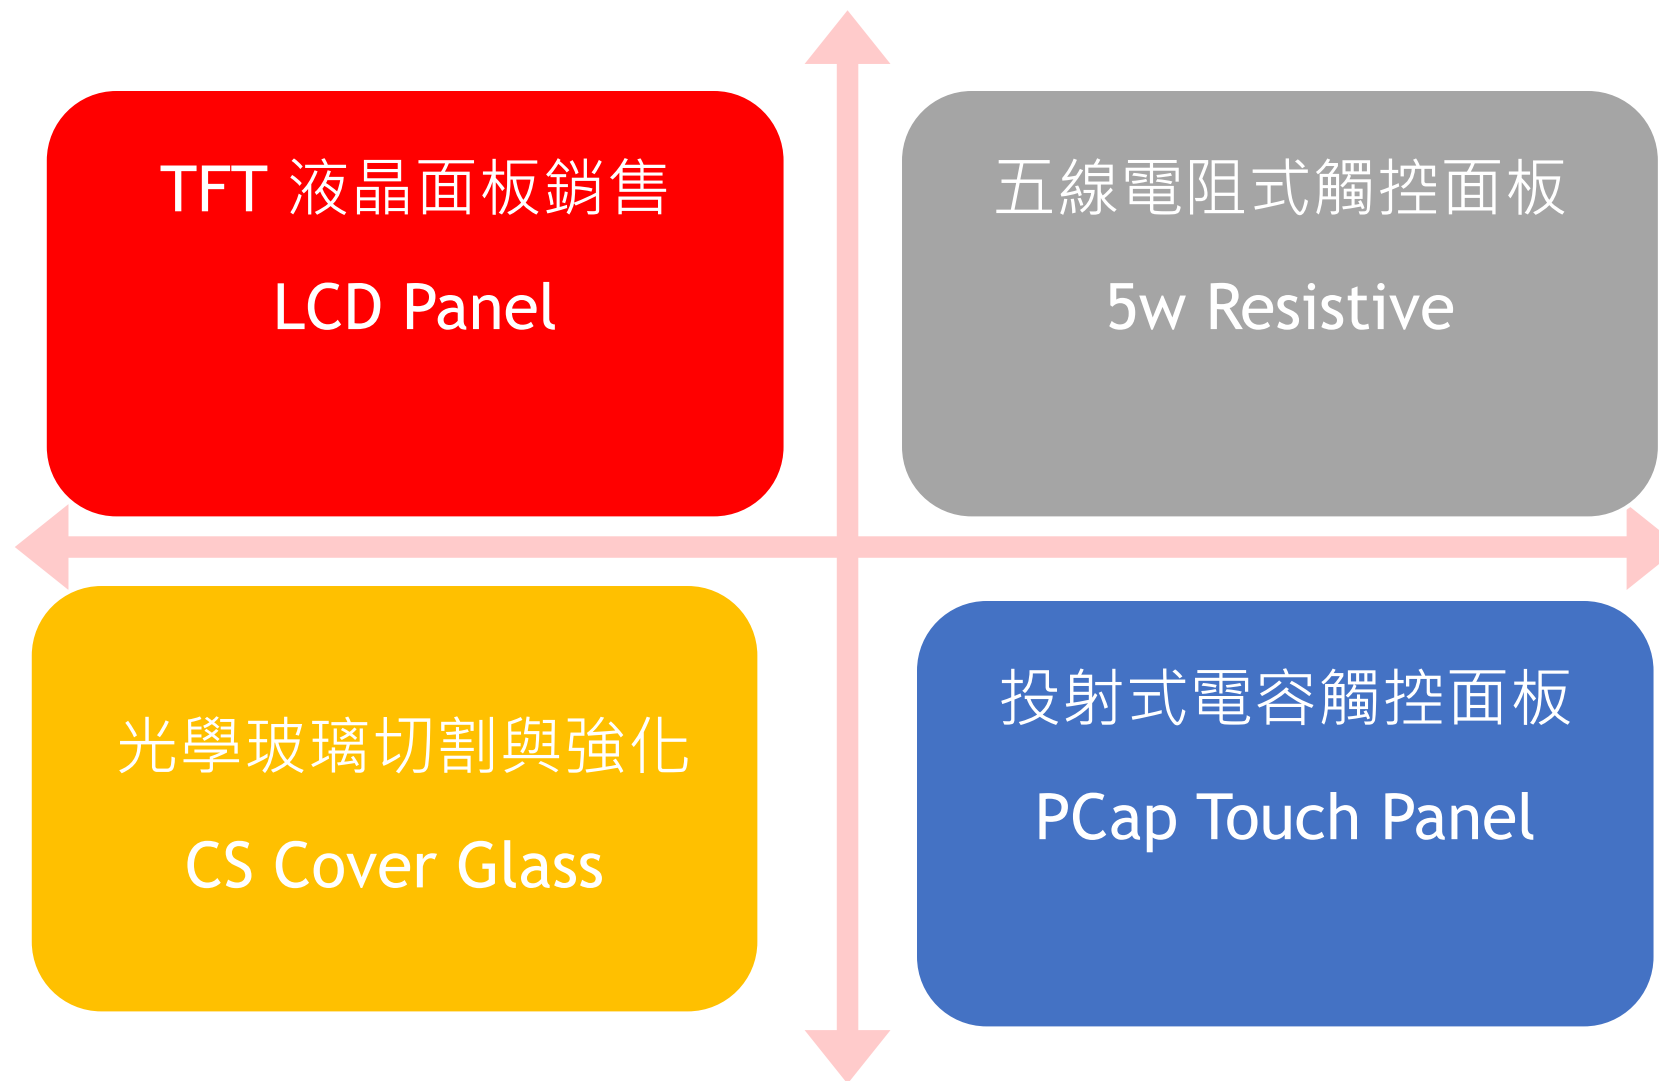 TFT 液晶面板銷售
LCD Panel
五線電阻式觸控面板
5w Resistive
光學玻璃切割與強化
CS Cover Glass
投射式電容觸控面板
PCap Touch Panel